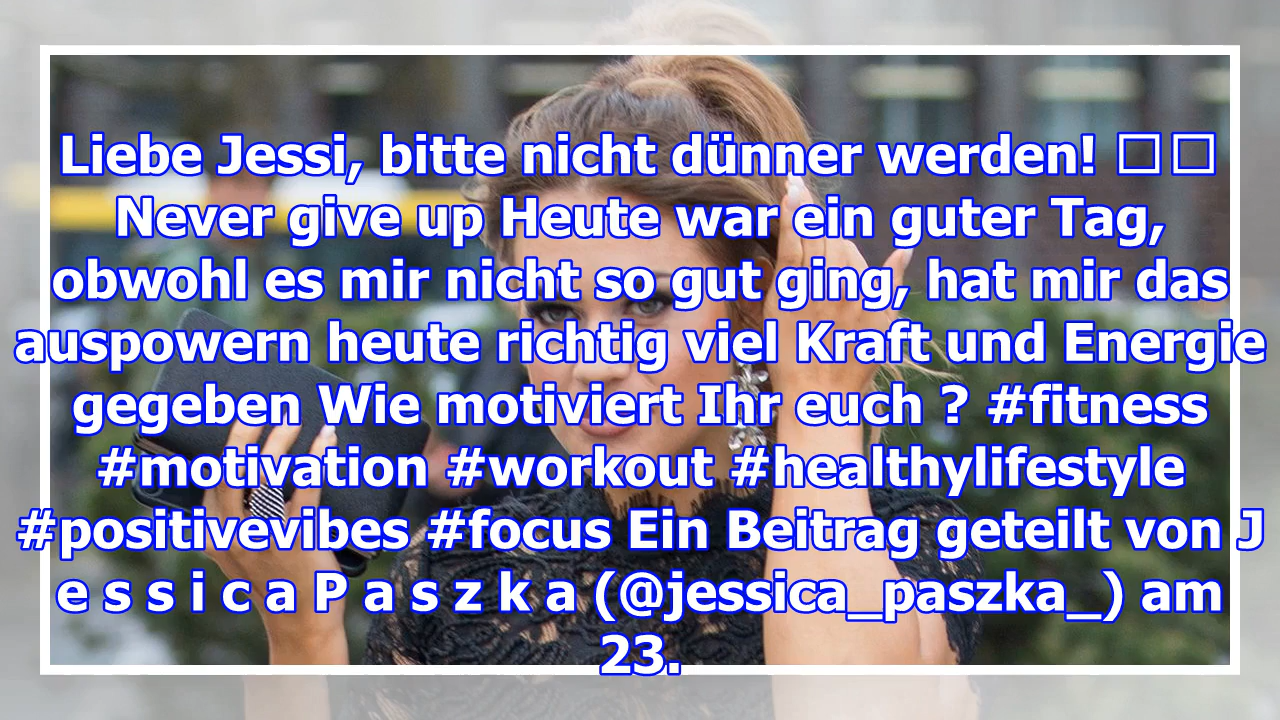 Liebe Jessi, bitte nicht dünner werden! □□
Never give up Heute war ein guter Tag,
obwohl es mir nicht so gut ging, hat mir das
auspowern heute richtig viel Kraft und Energie
gegeben Wie motiviert Ihr euch ? #fitness
#motivation #workout #healthylifestyle
#positivevibes #focus Ein Beitrag geteilt von J
e s s i c a P a s z k a (@jessica_paszka_) am
23.